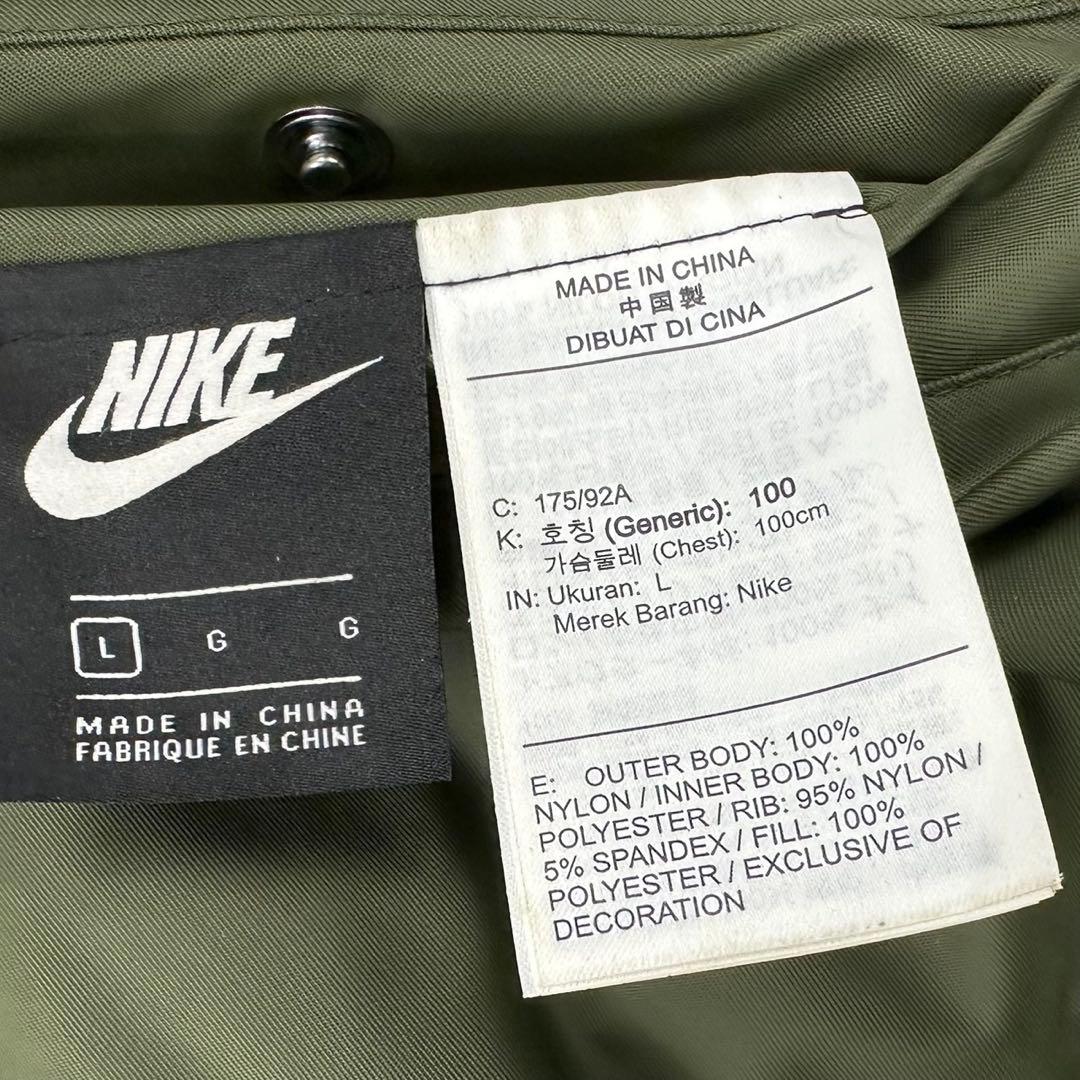 NIKE
L G G
MADE IN CHINA
FABRIQUE EN CHINE
MADE IN CHINA
中国製
DIBUAT DI CINA
C: 175/92A
K: 호칭 (Generic): 100
가슴둘레 (Chest): 100cm
IN: Ukuran: L
Merek Barang: Nike
E: OUTER BODY: 100%
NYLON / INNER BODY: 100%
POLYESTER / RIB: 95% NYLON /
5% SPANDEX / FILL: 100%
POLYESTER / EXCLUSIVE OF
DECORATION